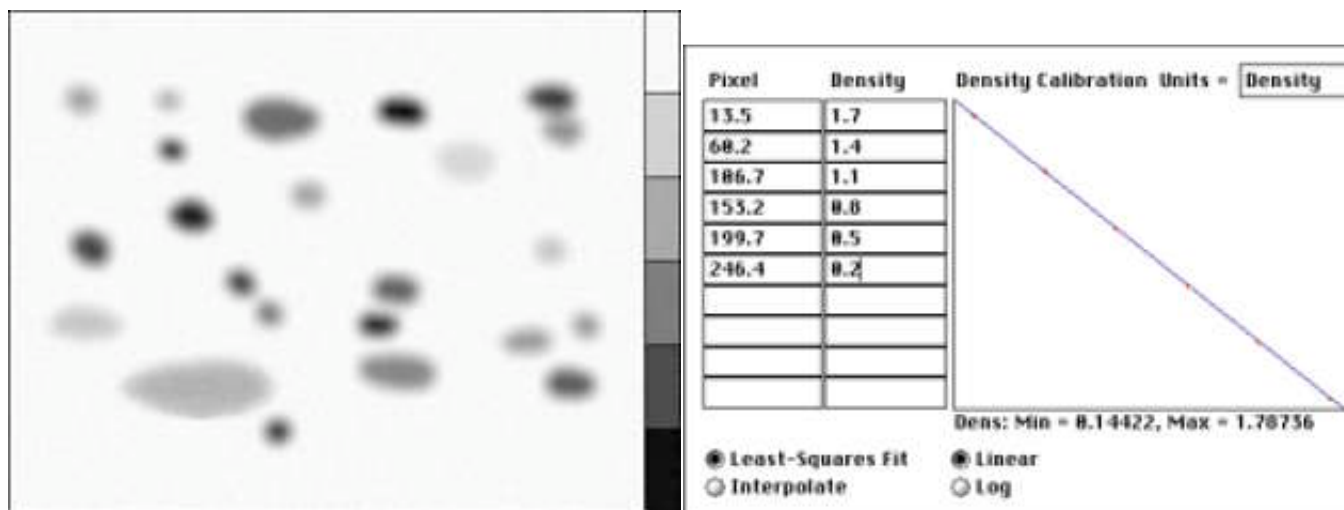 Pixel Density Density Calibration Units = Density
13.5 1.7
60.2 1.4
106.7 1.1
153.2 0.8
199.7 0.5
246.4 0.2
Dens: Min = 0.14422, Max = 1.78736
Least-Squares Fit Linear
Interpolate Log